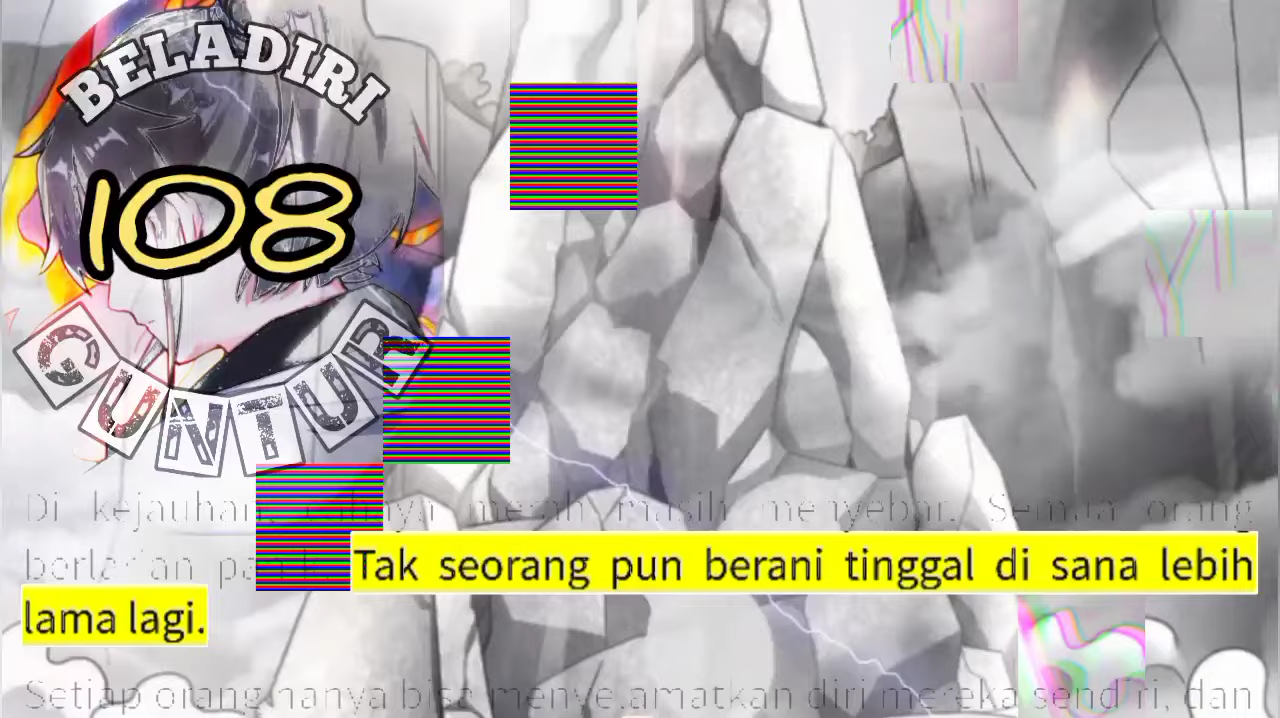 BELADIRI
108
GUNTUR
Di kejauhan, cahaya merah masih menyebar. Semua orang
berlarian panik. Tak seorang pun berani tinggal di sana lebih
lama lagi.
Setiap orang hanya bisa menyelamatkan diri mereka sendiri, dan